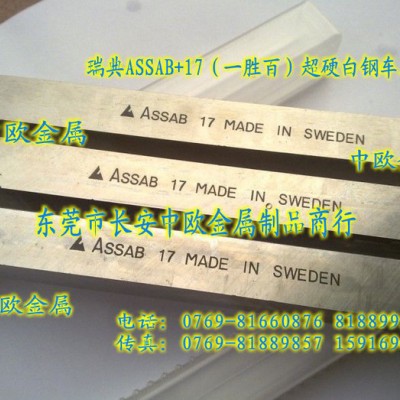 瑞典ASSAB+17（一胜百）超硬白钢车
ASSAB 17 MADE IN SWEDEN
欧金属
中欧金
ASSAB 17 MADE IN SWEDEN
东莞市长安中欧金属制品商行
ASSAB 17 MADE IN SWEDEN
欧金属
电话: 0769-81660876 818899
传真: 0769-81889857 159169